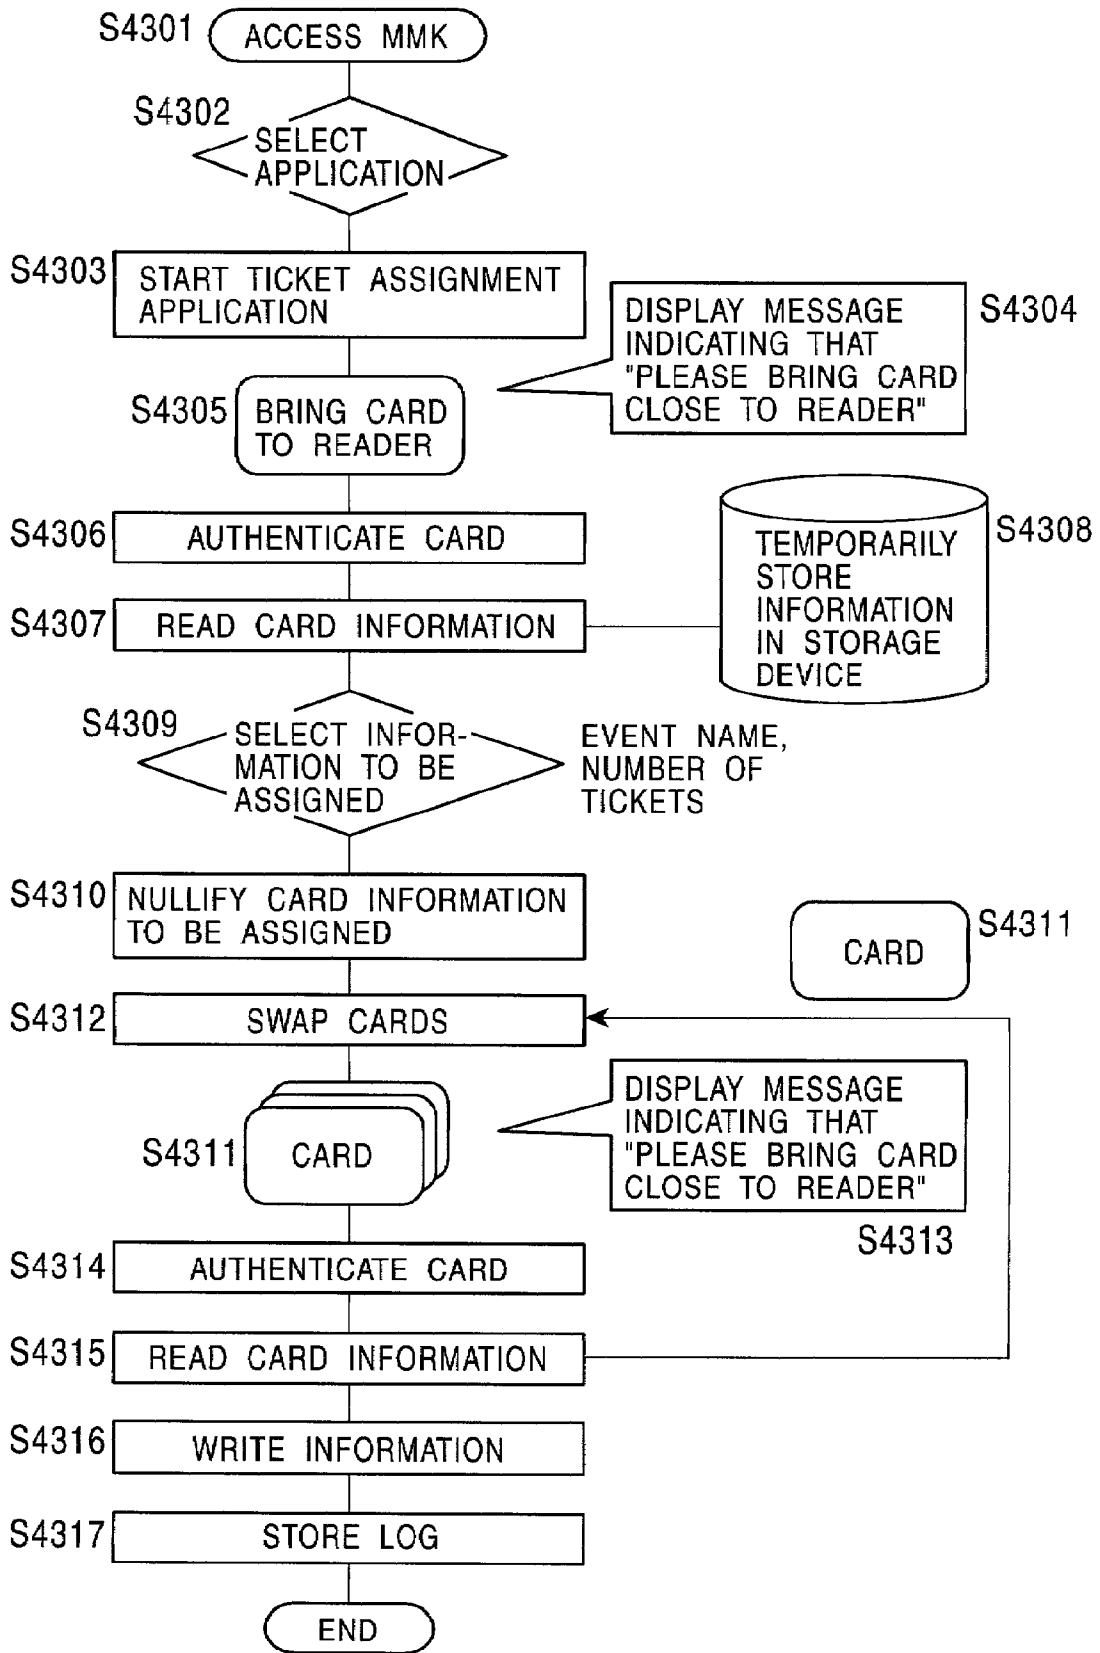 S4301
ACCESS MMK
S4302
SELECT
APPLICATION
S4303
START TICKET ASSIGNMENT
APPLICATION
DISPLAY MESSAGE
INDICATING THAT
"PLEASE BRING CARD
CLOSE TO READER"
S4304
S4305
BRING CARD
TO READER
S4306
AUTHENTICATE CARD
S4307
READ CARD INFORMATION
TEMPORARILY
STORE
INFORMATION
IN STORAGE
DEVICE
S4308
S4309
SELECT INFOR-
MATION TO BE
ASSIGNED
EVENT NAME,
NUMBER OF
TICKETS
S4310
NULLIFY CARD INFORMATION
TO BE ASSIGNED
CARD
S4311
S4312
SWAP CARDS
S4311
CARD
DISPLAY MESSAGE
INDICATING THAT
"PLEASE BRING CARD
CLOSE TO READER"
S4313
S4314
AUTHENTICATE CARD
S4315
READ CARD INFORMATION
S4316
WRITE INFORMATION
S4317
STORE LOG
END